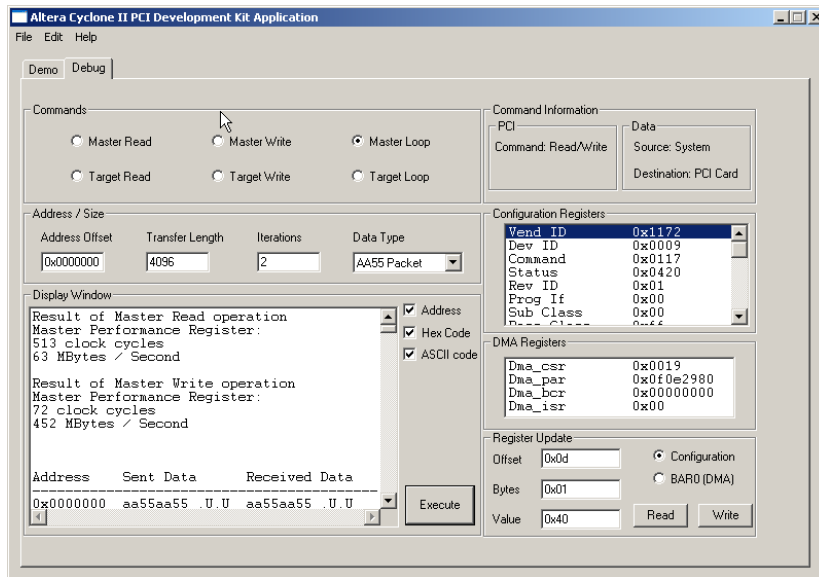 Altera Cyclone II PCI Development Kit Application
File Edit Help
Demo Debug
Commands
Master Read Master Write Master Loop
Target Read Target Write Target Loop
Command Information
PCI
Command: Read/Write
Data
Source: System
Destination: PCI Card
Address / Size
Address Offset Transfer Length Iterations Data Type
0x0000000 4096 2 AA55 Packet
Configuration Registers
Vend ID 0x1172
Dev ID 0x0009
Command 0x0117
Status 0x0420
Rev ID 0x01
Prog If 0x00
Sub Class 0x00
Base Class 0xff
Display Window
Result of Master Read operation
Master Performance Register:
513 clock cycles
63 MBytes / Second
Result of Master Write operation
Master Performance Register:
72 clock cycles
452 MBytes / Second
Address Sent Data Received Data
0x0000000 aa55aa55 .U.U aa55aa55 .U.U
Address
Hex Code
ASCII code
Execute
DMA Registers
Dma_csr 0x0019
Dma_par 0x0f0e2980
Dma_bcr 0x00000000
Dma_isr 0x00
Register Update
Offset 0x0d
Bytes 0x01
Value 0x40
Configuration
BAR0 (DMA)
Read Write